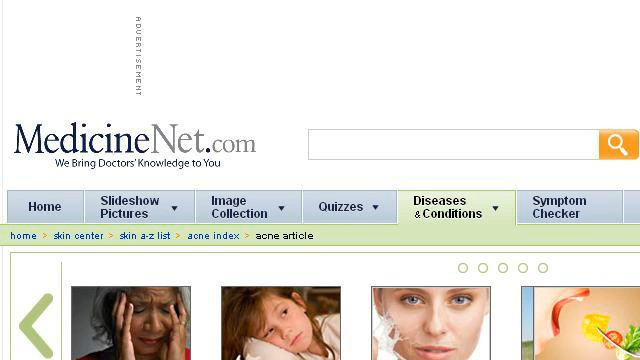 ADVERTISEMENT
MedicineNet.com
We Bring Doctors' Knowledge to You
Home
Slideshow
Pictures
Image
Collection
Quizzes
Diseases
& Conditions
Symptom
Checker
home > skin center > skin a-z list > acne index > acne article